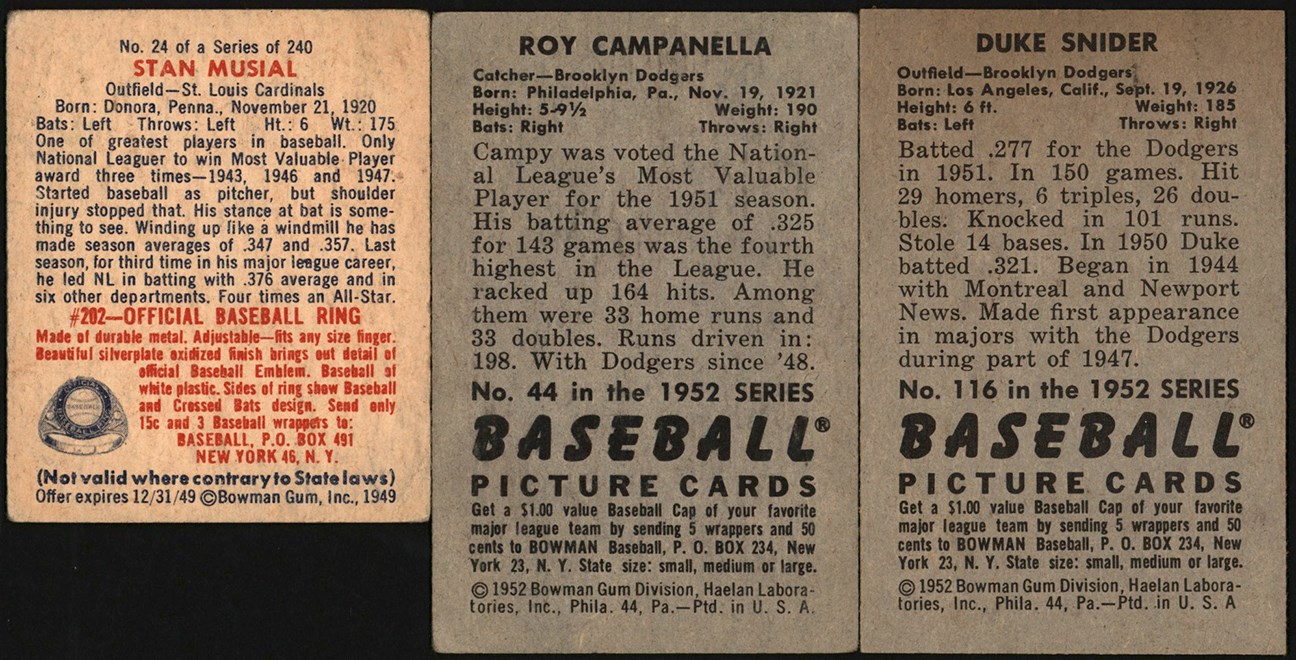 No. 24 of a Series of 240
STAN MUSIAL
Outfield—St. Louis Cardinals
Born: Donora, Penna., November 21, 1920
Bats: Left Throws: Left Ht.: 6 Wt.: 175
One of greatest players in baseball. Only
National Leaguer to win Most Valuable Player
award three times—1943, 1946 and 1947.
Started baseball as pitcher, but shoulder
injury stopped that. His stance at bat is some-
thing to see. Winding up like a windmill he has
made season averages of .347 and .357. Last
season, for third time in his major league career,
he led NL in batting with .376 average and in
six other departments. Four times an All-Star.
#202—OFFICIAL BASEBALL RING
Made of durable metal. Adjustable—fits any size finger.
Beautiful silverplate oxidized finish brings out detail of
official Baseball Emblem. Baseball of
white plastic. Sides of ring show Baseball
and Crossed Bats design. Send only
15c and 3 Baseball wrappers to:
BASEBALL, P.O. BOX 491
NEW YORK 46, N. Y.
(Not valid where contrary to State laws)
Offer expires 12/31/49 ©Bowman Gum, Inc., 1949
ROY CAMPANELLA
Catcher—Brooklyn Dodgers
Born: Philadelphia, Pa., Nov. 19, 1921
Height: 5-9½ Weight: 190
Bats: Right Throws: Right
Campy was voted the Nation-
al League's Most Valuable
Player for the 1951 season.
His batting average of .325
for 143 games was the fourth
highest in the League. He
racked up 164 hits. Among
them were 33 home runs and
33 doubles. Runs driven in:
198. With Dodgers since '48.
No. 44 in the 1952 SERIES
BASEBALL®
PICTURE CARDS
Get a $1.00 value Baseball Cap of your favorite
major league team by sending 5 wrappers and 50
cents to BOWMAN Baseball, P. O. BOX 234, New
York 23, N. Y. State size: small, medium or large.
© 1952 Bowman Gum Division, Haelan Labora-
tories, Inc., Phila. 44, Pa.—Ptd. in U. S. A.
DUKE SNIDER
Outfield—Brooklyn Dodgers
Born: Los Angeles, Calif., Sept. 19, 1926
Height: 6 ft. Weight: 185
Bats: Left Throws: Right
Batted .277 for the Dodgers
in 1951. In 150 games. Hit
29 homers, 6 triples, 26 dou-
bles. Knocked in 101 runs.
Stole 14 bases. In 1950 Duke
batted .321. Began in 1944
with Montreal and Newport
News. Made first appearance
in majors with the Dodgers
during part of 1947.
No. 116 in the 1952 SERIES
BASEBALL®
PICTURE CARDS
Get a $1.00 value Baseball Cap of your favorite
major league team by sending 5 wrappers and 50
cents to BOWMAN Baseball, P. O. BOX 234, New
York 23, N. Y. State size: small, medium or large.
© 1952 Bowman Gum Division, Haelan Labora-
tories, Inc., Phila. 44, Pa.—Ptd. in U. S. A